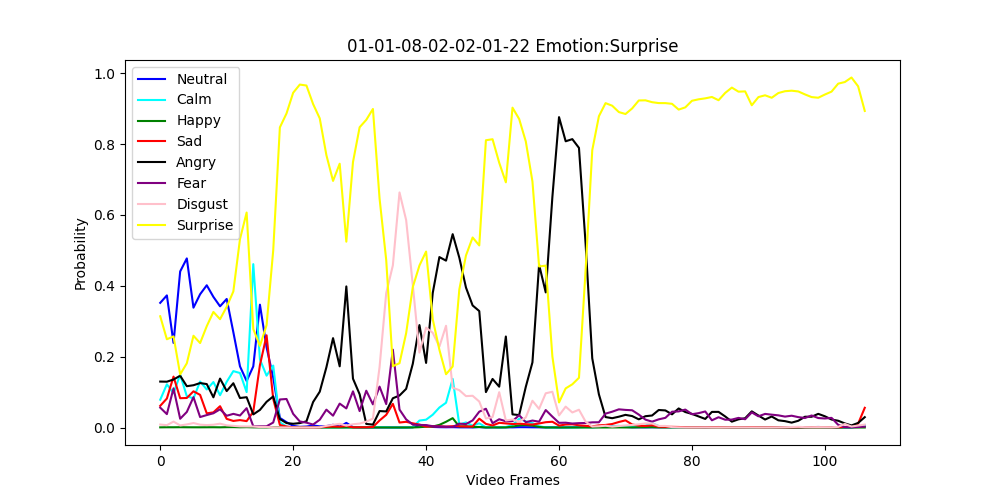 01-01-08-02-02-01-22 Emotion:Surprise
1.0
0.8
0.6
0.4
0.2
0.0
Probability
Neutral
Calm
Happy
Sad
Angry
Fear
Disgust
Surprise
0 20 40 60 80 100
Video Frames